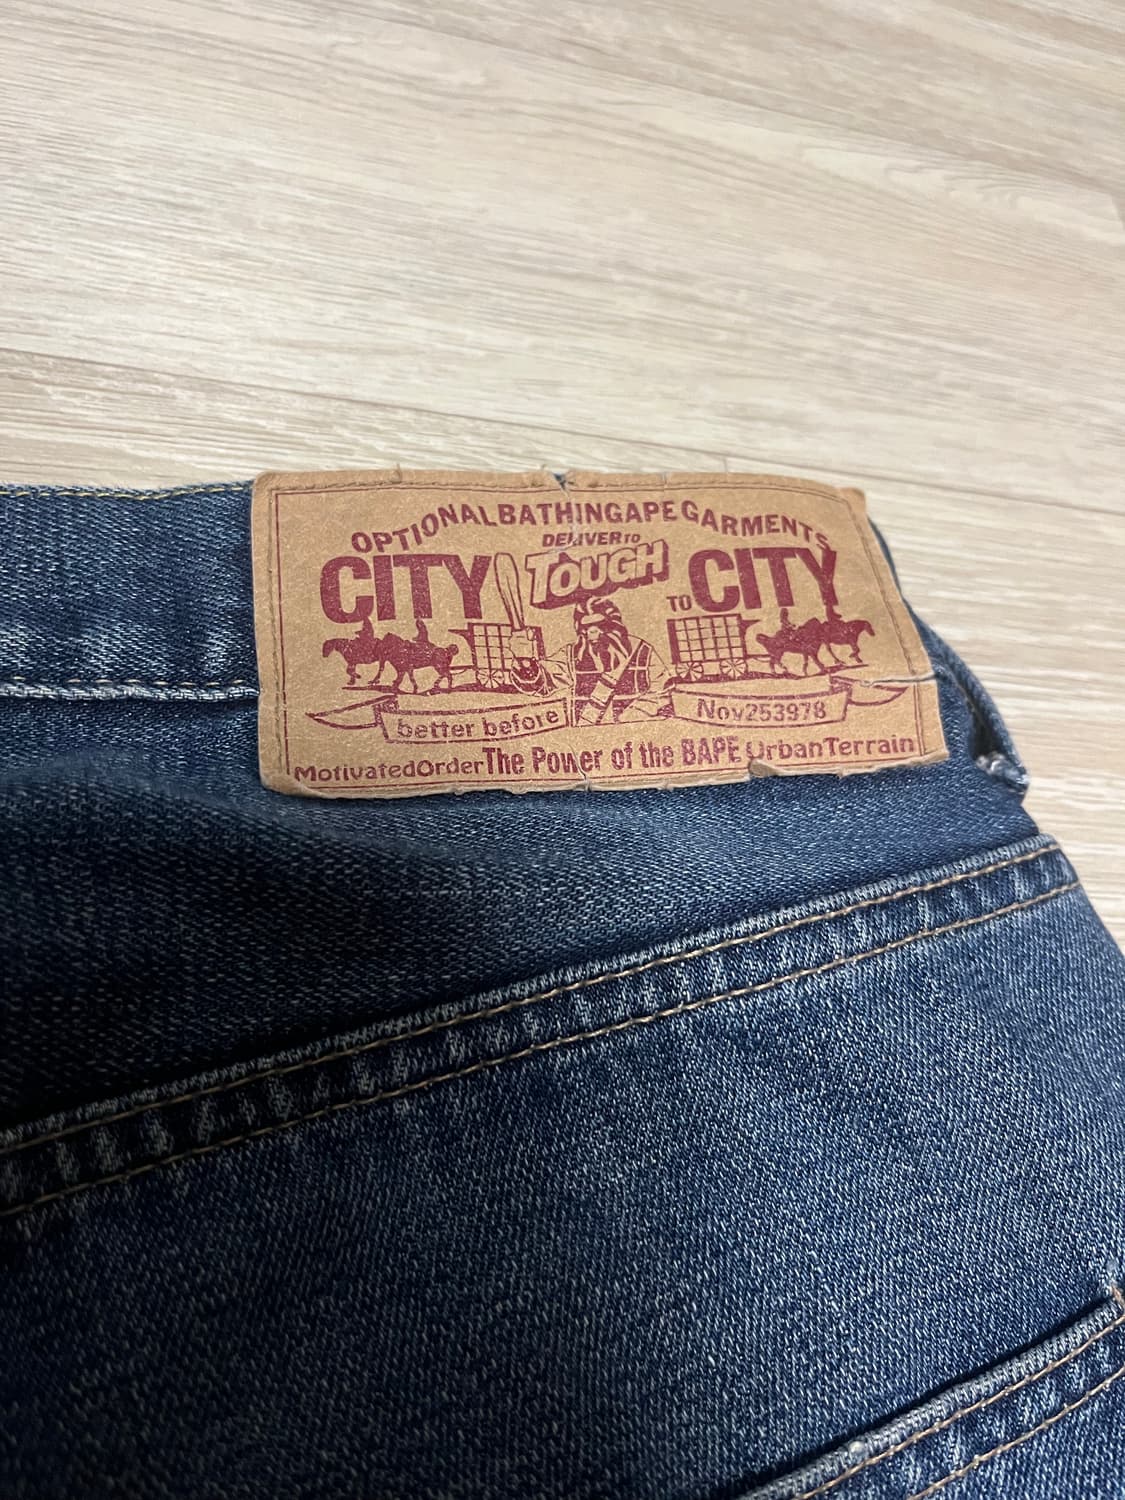 OPTIONALBATHINGAPEGARMENTS
DELIVER TO
CITY TOUGH TO CITY
better before Nov253978
MotivatedOrder The Power of the BAPE UrbanTerrain